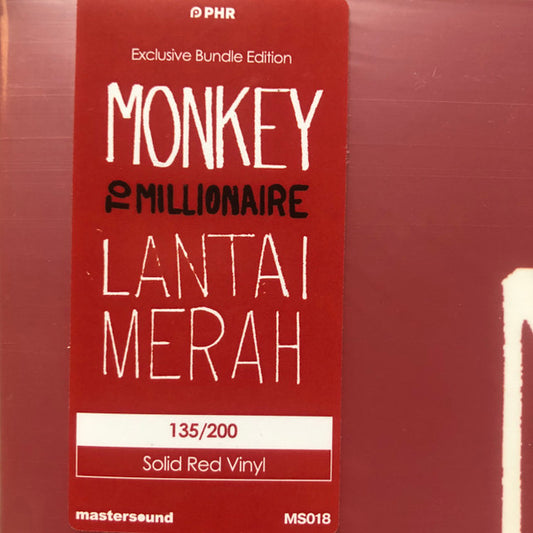 PHR
Exclusive Bundle Edition
MONKEY
TO MILLIONAIRE
LANTAI
MERAH
135/200
Solid Red Vinyl
mastersound MS018